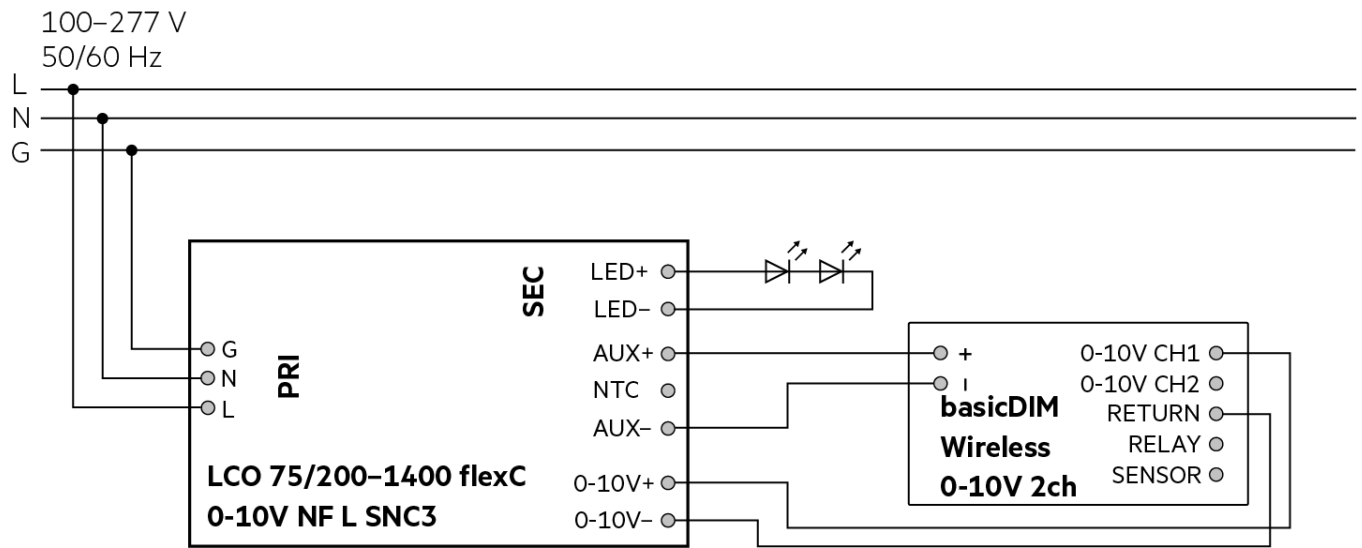 100–277 V
50/60 Hz
L
N
G
SEC
LED+
LED–
G
N
L
PRI
AUX+
NTC
AUX–
0-10V+
0-10V–
LCO 75/200–1400 flexC
0-10V NF L SNC3
+
–
basicDIM
Wireless
0-10V 2ch
0-10V CH1
0-10V CH2
RETURN
RELAY
SENSOR